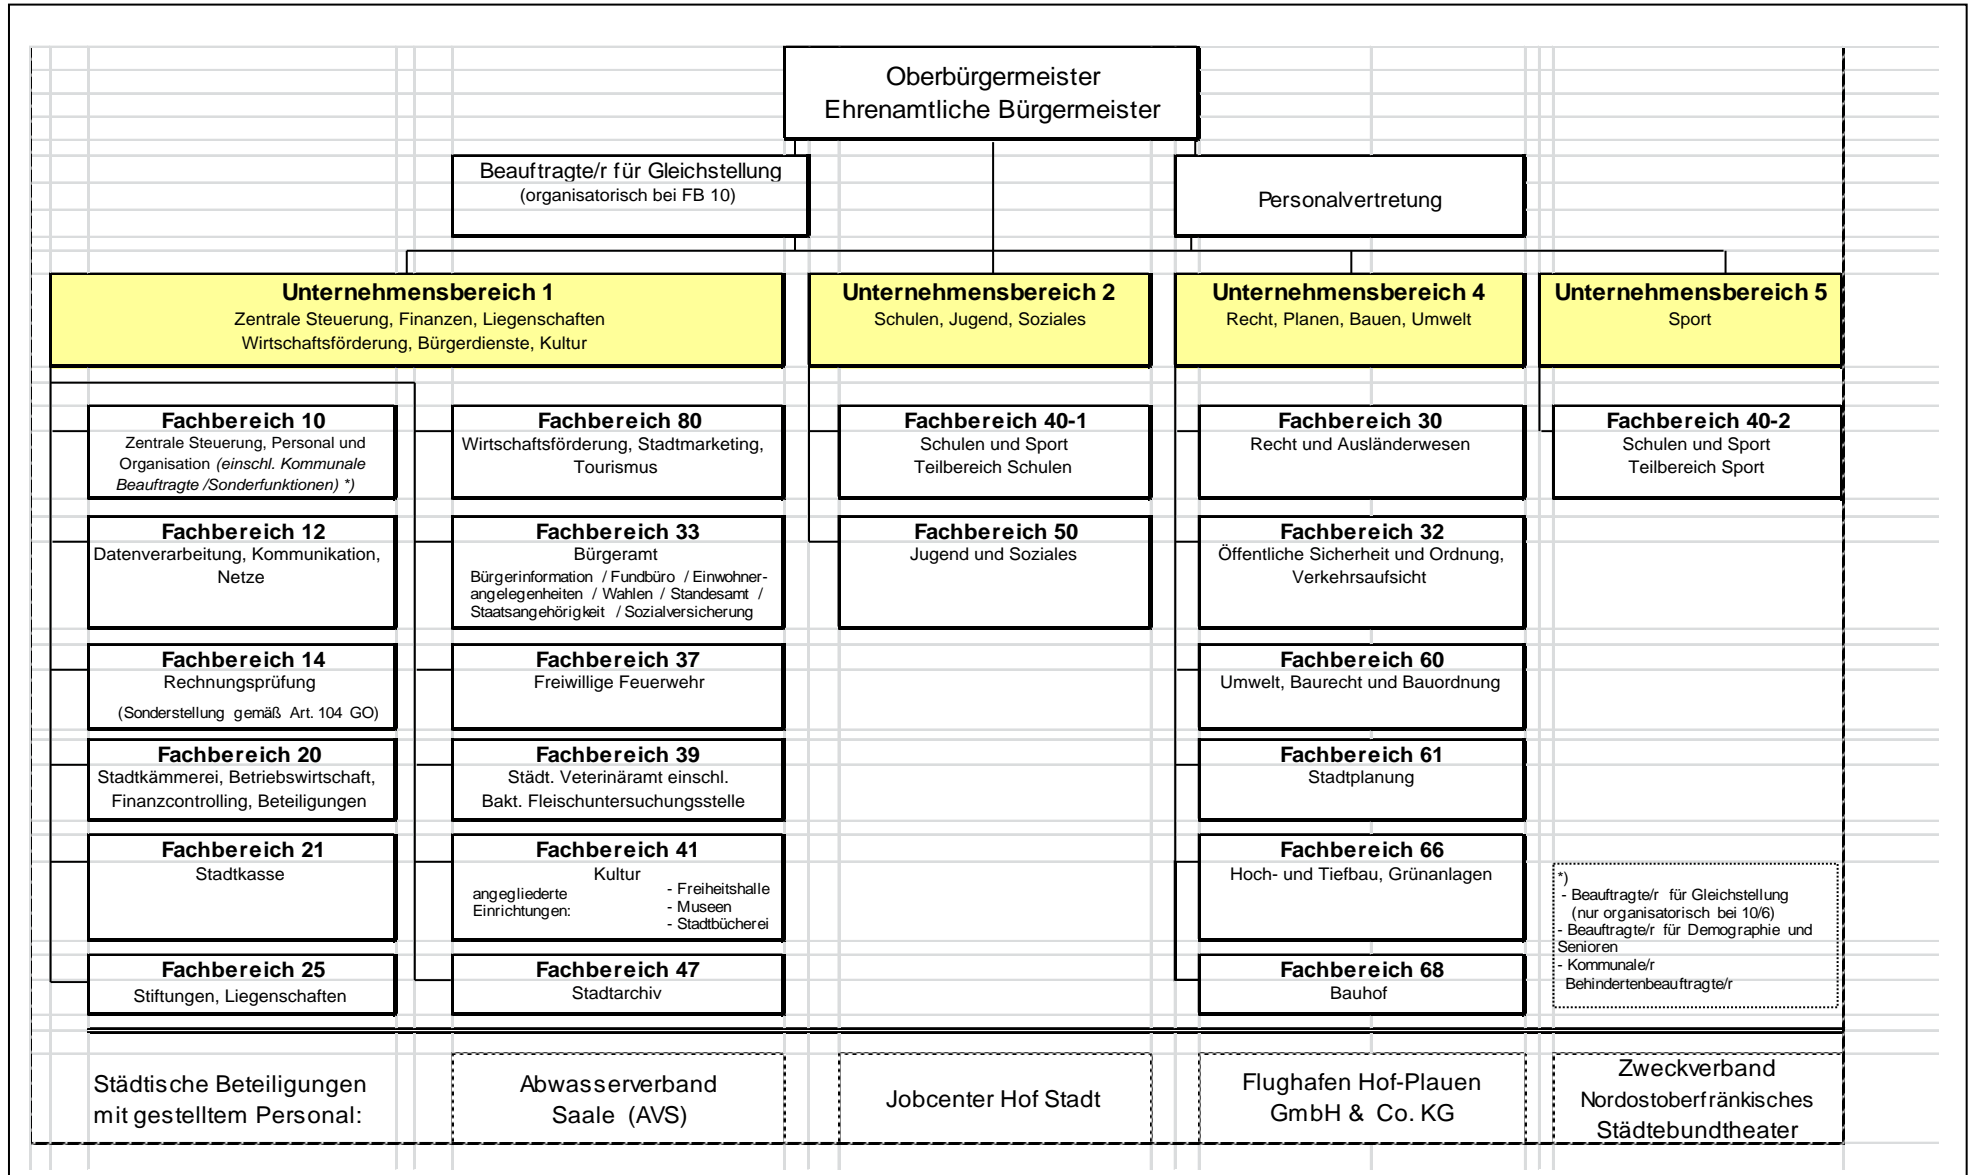 Oberbürgermeister
Ehrenamtliche Bürgermeister
Beauftragte/r für Gleichstellung
(organisatorisch bei FB 10)
Personalvertretung
Unternehmensbereich 1
Zentrale Steuerung, Finanzen, Liegenschaften
Wirtschaftsförderung, Bürgerdienste, Kultur
Unternehmensbereich 2
Schulen, Jugend, Soziales
Unternehmensbereich 4
Recht, Planen, Bauen, Umwelt
Unternehmensbereich 5
Sport
Fachbereich 10
Zentrale Steuerung, Personal und
Organisation (einschl. Kommunale
Beauftragte /Sonderfunktionen) *)
Fachbereich 80
Wirtschaftsförderung, Stadtmarketing,
Tourismus
Fachbereich 40-1
Schulen und Sport
Teilbereich Schulen
Fachbereich 30
Recht und Ausländerwesen
Fachbereich 40-2
Schulen und Sport
Teilbereich Sport
Fachbereich 12
Datenverarbeitung, Kommunikation,
Netze
Fachbereich 33
Bürgeramt
Bürgerinformation / Fundbüro / Einwohner-
angelegenheiten / Wahlen / Standesamt /
Staatsangehörigkeit / Sozialversicherung
Fachbereich 50
Jugend und Soziales
Fachbereich 32
Öffentliche Sicherheit und Ordnung,
Verkehrsaufsicht
Fachbereich 14
Rechnungsprüfung
(Sonderstellung gemäß Art. 104 GO)
Fachbereich 37
Freiwillige Feuerwehr
Fachbereich 60
Umwelt, Baurecht und Bauordnung
Fachbereich 20
Stadtkämmerei, Betriebswirtschaft,
Finanzcontrolling, Beteiligungen
Fachbereich 39
Städt. Veterinäramt einschl.
Bakt. Fleischuntersuchungsstelle
Fachbereich 61
Stadtplanung
Fachbereich 21
Stadtkasse
Fachbereich 41
Kultur
angegliederte
Einrichtungen:
- Freiheitshalle
- Museen
- Stadtbücherei
Fachbereich 66
Hoch- und Tiefbau, Grünanlagen
*)
- Beauftragte/r für Gleichstellung
(nur organisatorisch bei 10/6)
- Beauftragte/r für Demographie und
Senioren
- Kommunale/r
Behindertenbeauftragte/r
Fachbereich 25
Stiftungen, Liegenschaften
Fachbereich 47
Stadtarchiv
Fachbereich 68
Bauhof
Städtische Beteiligungen
mit gestelltem Personal:
Abwasserverband
Saale (AVS)
Jobcenter Hof Stadt
Flughafen Hof-Plauen
GmbH & Co. KG
Zweckverband
Nordostoberfränkisches
Städtebundtheater